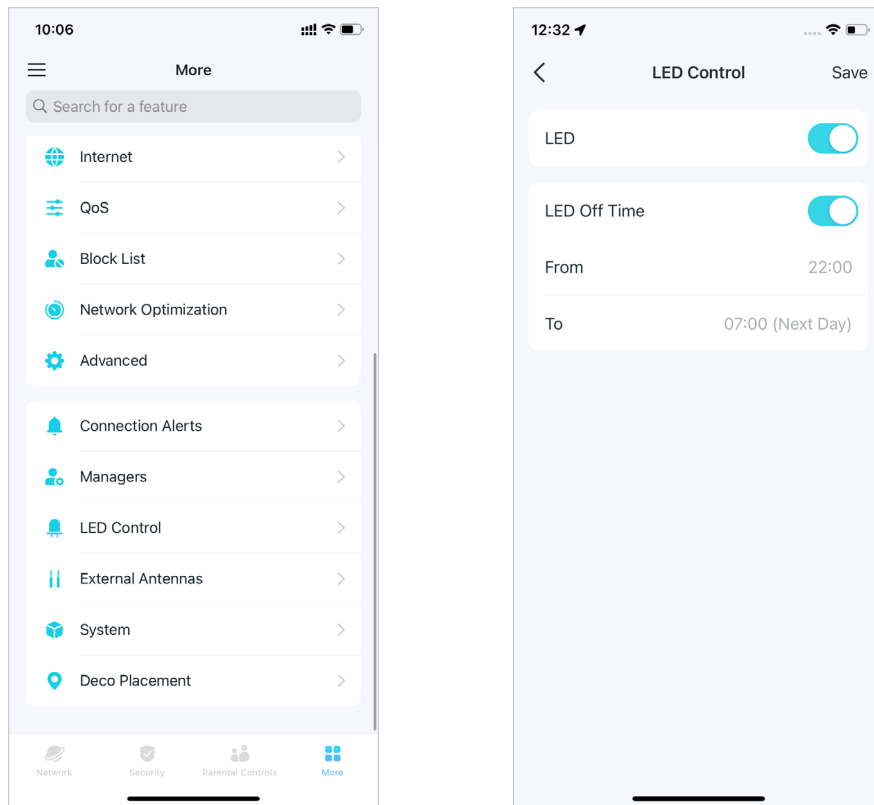 10:06
More
Search for a feature
Internet
QoS
Block List
Network Optimization
Advanced
Connection Alerts
Managers
LED Control
External Antennas
System
Deco Placement
Network Security Parental Controls More
12:32
LED Control Save
LED
LED Off Time
From 22:00
To 07:00 (Next Day)